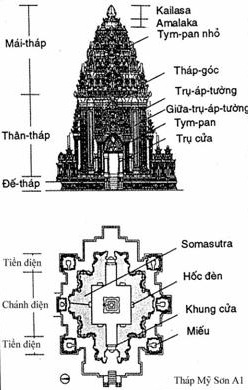 Kailasa
Amalaka
Tym-pan nhỏ
Mái-tháp
Tháp-góc
Trụ-áp-tường
Giữa-trụ-áp-tường
Thân-tháp
Tym-pan
Trụ cửa
Đế-tháp
Somasutra
Tiền điện
Hốc đèn
Chánh điện
Khung cửa
Tiền điện
Miếu
Tháp Mỹ Sơn A1